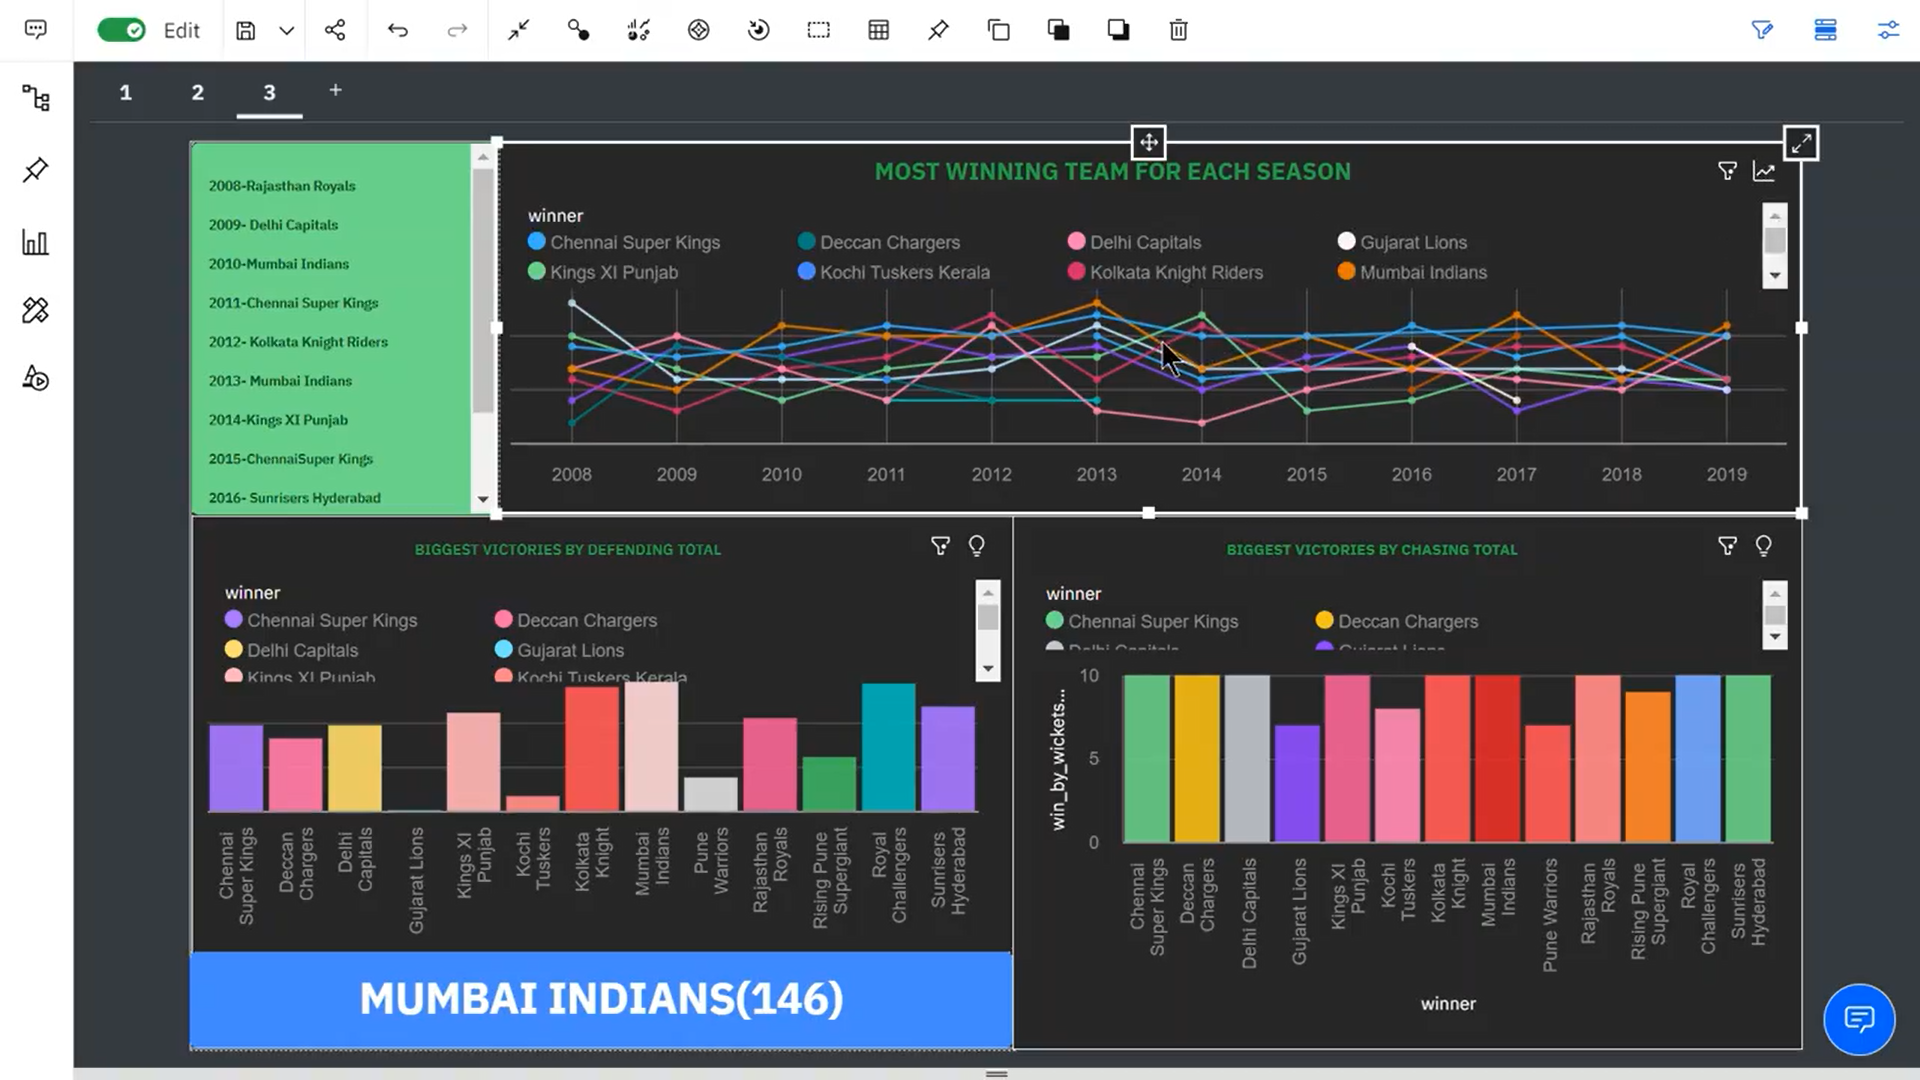 Edit
1 2 3 +
2008-Rajasthan Royals
2009- Delhi Capitals
2010-Mumbai Indians
2011-Chennai Super Kings
2012- Kolkata Knight Riders
2013- Mumbai Indians
2014-Kings XI Punjab
2015-ChennaiSuper Kings
2016- Sunrisers Hyderabad
MOST WINNING TEAM FOR EACH SEASON
winner
Chennai Super Kings Deccan Chargers Delhi Capitals Gujarat Lions
Kings XI Punjab Kochi Tuskers Kerala Kolkata Knight Riders Mumbai Indians
2008 2009 2010 2011 2012 2013 2014 2015 2016 2017 2018 2019
BIGGEST VICTORIES BY DEFENDING TOTAL
winner
Chennai Super Kings Deccan Chargers
Delhi Capitals Gujarat Lions
Kings XI Punjab Kochi Tuskers Kerala
Chennai
Super Kings
Deccan
Chargers
Delhi
Capitals
Gujarat Lions
Kings XI
Punjab
Kochi
Tuskers
Kolkata
Knight
Mumbai
Indians
Pune
Warriors
Rajasthan
Royals
Rising Pune
Supergiant
Royal
Challengers
Sunrisers
Hyderabad
MUMBAI INDIANS(146)
BIGGEST VICTORIES BY CHASING TOTAL
winner
Chennai Super Kings Deccan Chargers
Delhi Capitals Gujarat Lions
win_by_wickets...
10
5
0
Chennai
Super Kings
Deccan
Chargers
Delhi Capitals
Gujarat Lions
Kings XI
Punjab
Kochi
Tuskers
Kolkata
Knight
Mumbai
Indians
Pune Warriors
Rajasthan
Royals
Rising Pune
Supergiant
Royal
Challengers
Sunrisers
Hyderabad
winner